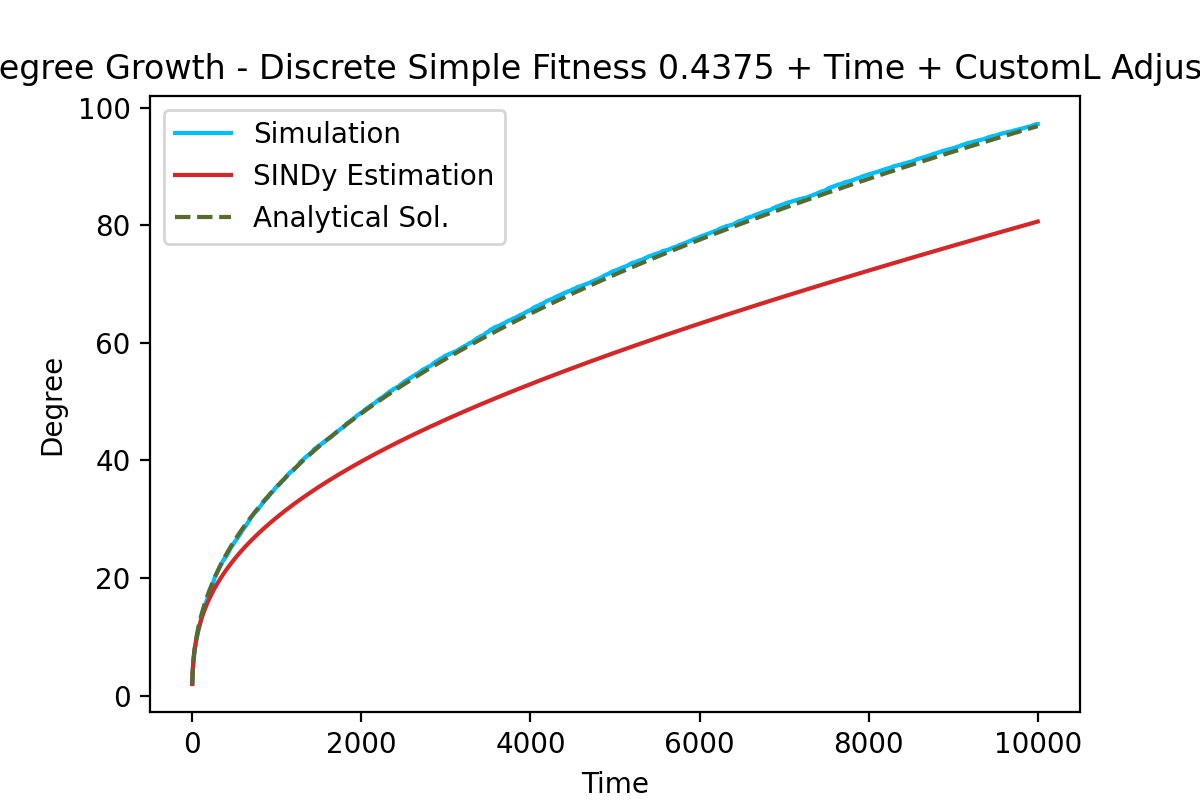 egree Growth - Discrete Simple Fitness 0.4375 + Time + CustomL Adjus
100
80
60
40
20
0
Simulation
SINDy Estimation
Analytical Sol.
Degree
0
2000
4000
6000
8000
10000
Time